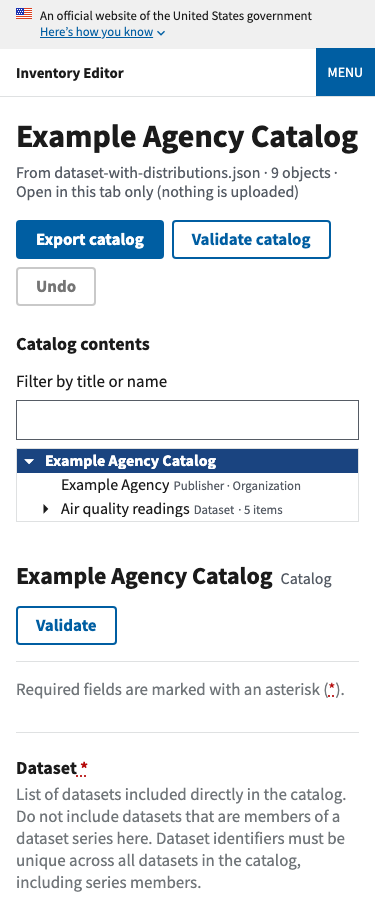 An official website of the United States government
Here's how you know
Inventory Editor
MENU
Example Agency Catalog
From dataset-with-distributions.json · 9 objects ·
Open in this tab only (nothing is uploaded)
Export catalog
Validate catalog
Undo
Catalog contents
Filter by title or name
Example Agency Catalog
Example Agency Publisher · Organization
Air quality readings Dataset · 5 items
Example Agency Catalog Catalog
Validate
Required fields are marked with an asterisk (*).
Dataset *
List of datasets included directly in the catalog.
Do not include datasets that are members of a
dataset series here. Dataset identifiers must be
unique across all datasets in the catalog,
including series members.